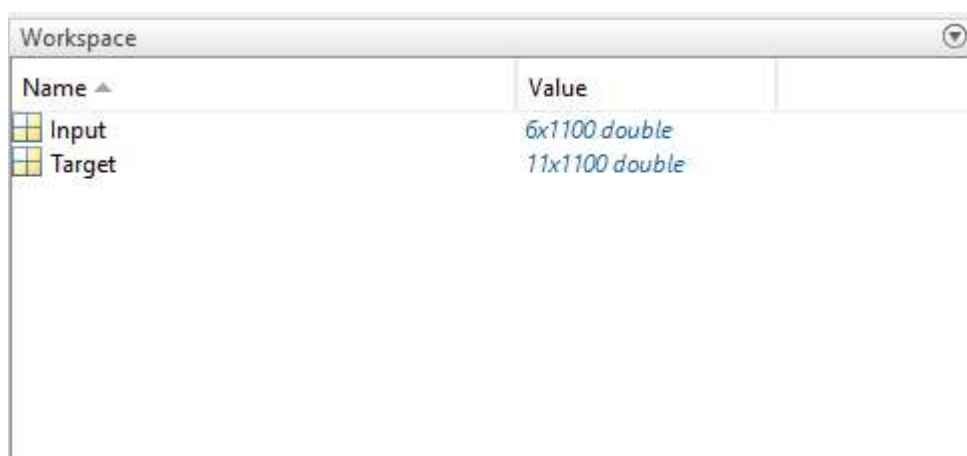 Workspace
Name Value
Input 6x1100 double
Target 11x1100 double